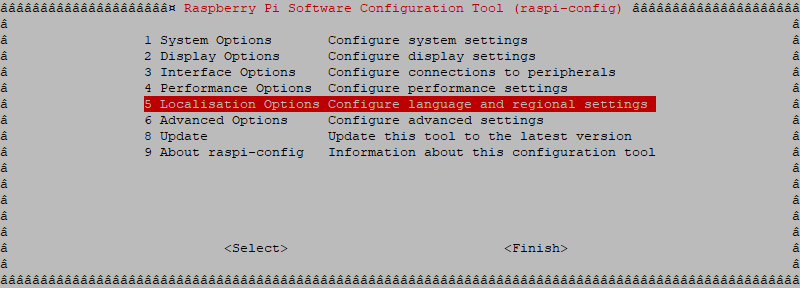 ââââââââââââââââââââ¤ Raspberry Pi Software Configuration Tool (raspi-config) ââââââââââââââââââââ
â â
â 1 System Options Configure system settings â
â 2 Display Options Configure display settings â
â 3 Interface Options Configure connections to peripherals â
â 4 Performance Options Configure performance settings â
â 5 Localisation Options Configure language and regional settings â
â 6 Advanced Options Configure advanced settings â
â 8 Update Update this tool to the latest version â
â 9 About raspi-config Information about this configuration tool â
â â
â â
â â
â â
â â
â <Select> <Finish> â
â â
ââââââââââââââââââââââââââââââââââââââââââââââââââââââââââââââââââââââââââââââââââââââââââââââââââââ